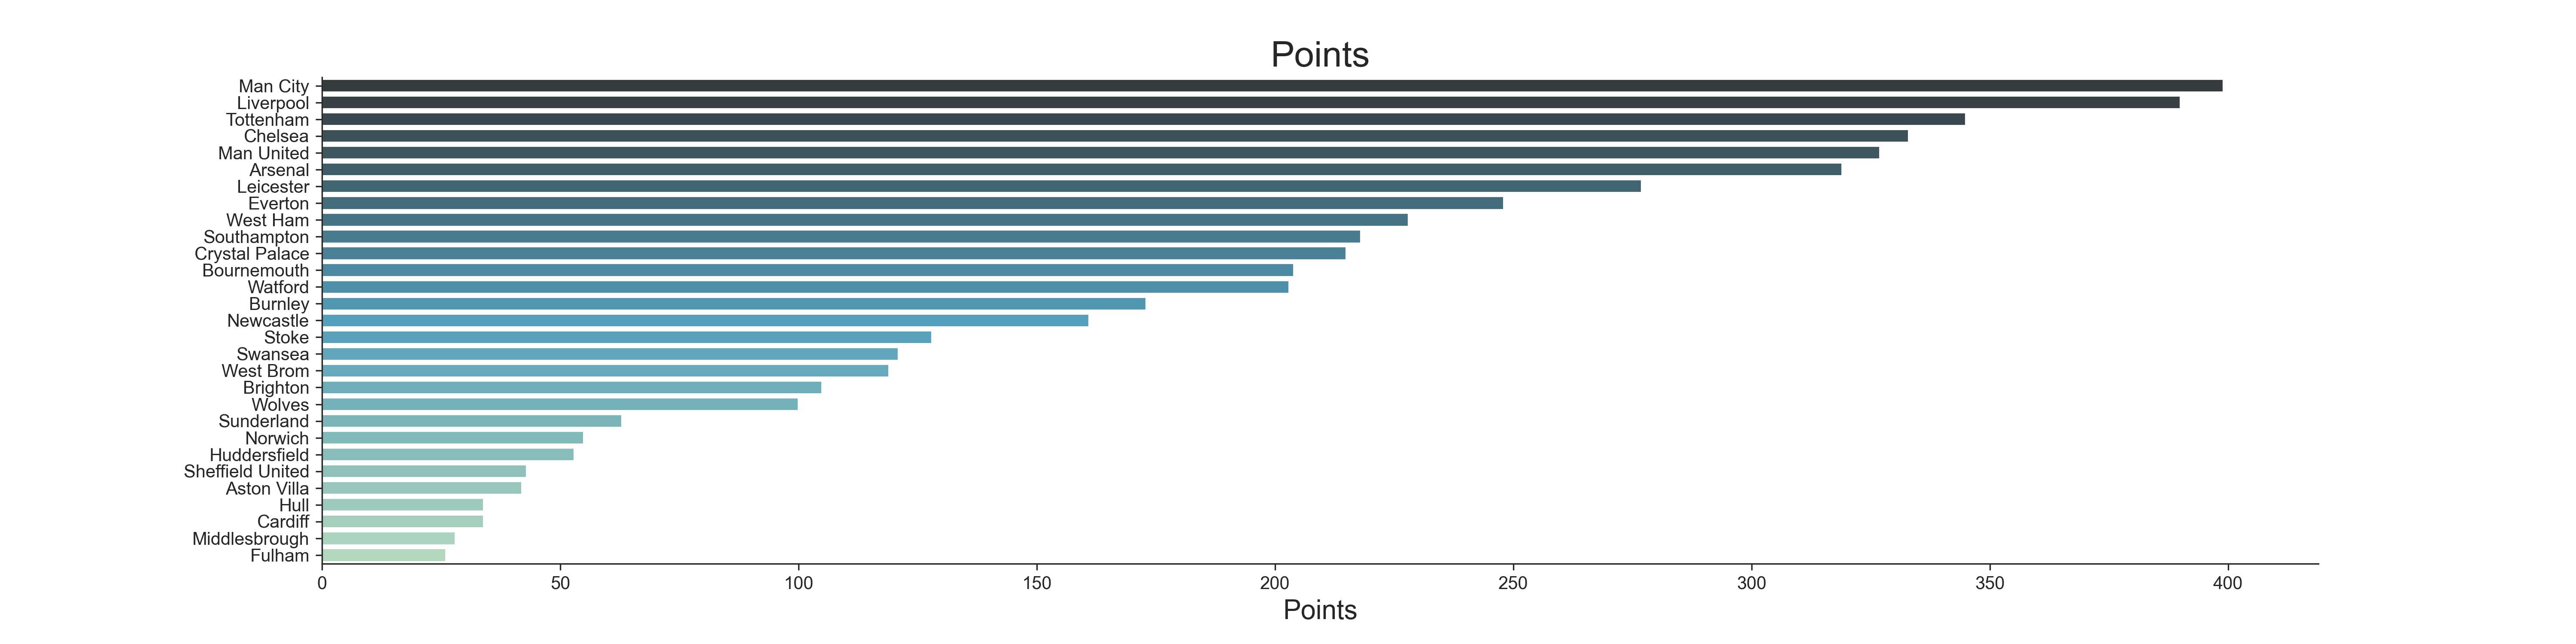 Points
Man City
Liverpool
Tottenham
Chelsea
Man United
Arsenal
Leicester
Everton
West Ham
Southampton
Crystal Palace
Bournemouth
Watford
Burnley
Newcastle
Stoke
Swansea
West Brom
Brighton
Wolves
Sunderland
Norwich
Huddersfield
Sheffield United
Aston Villa
Hull
Cardiff
Middlesbrough
Fulham
0 50 100 150 200 250 300 350 400
Points